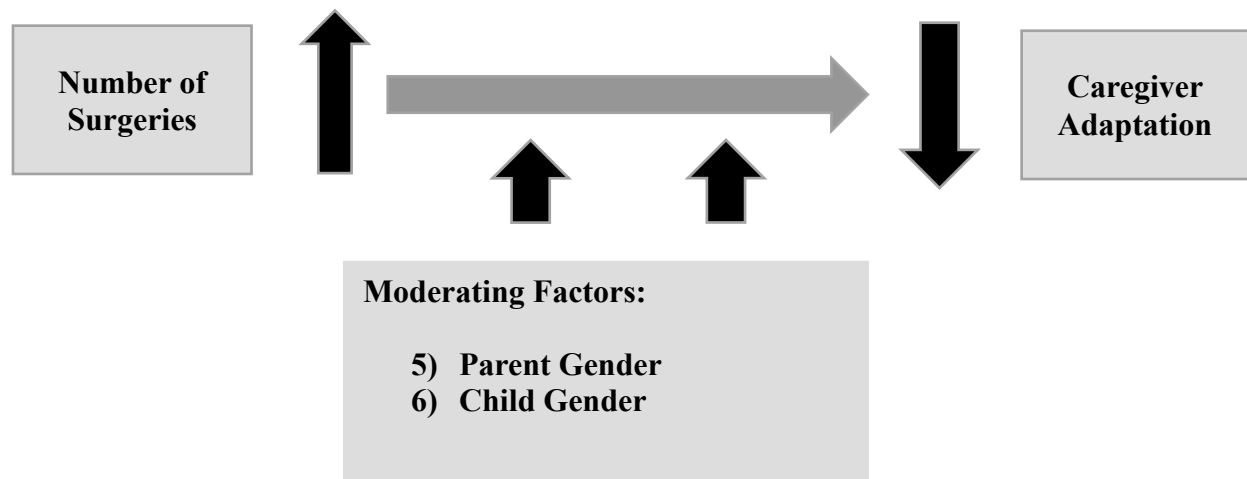 Number of
Surgeries
Caregiver
Adaptation
Moderating Factors:
5) Parent Gender
6) Child Gender